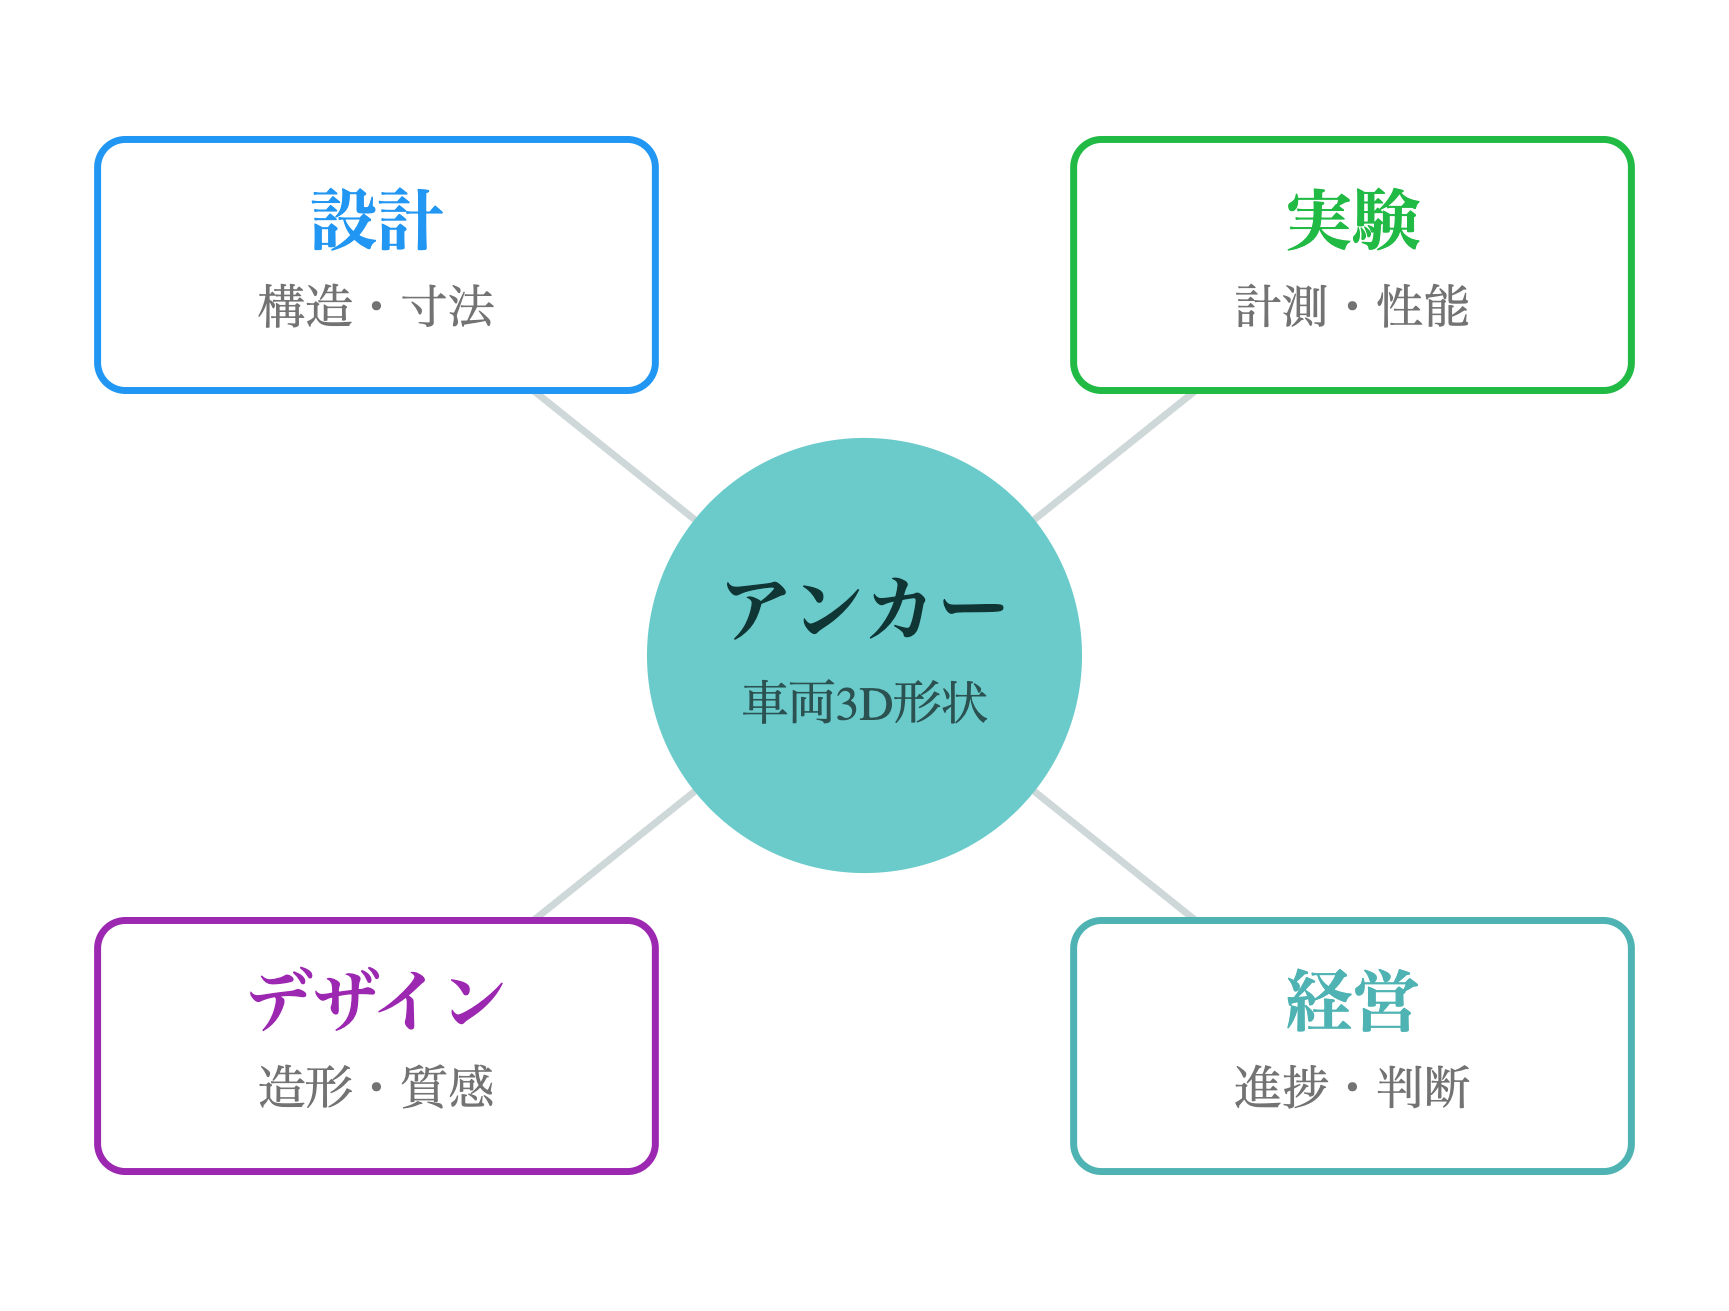 設計
構造・寸法
実験
計測・性能
アンカー
車両3D形状
デザイン
造形・質感
経営
進捗・判断